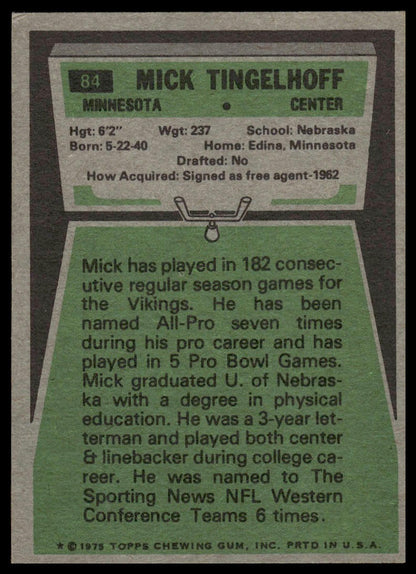 84 MICK TINGELHOFF
MINNESOTA • CENTER
Hgt: 6'2" Wgt: 237 School: Nebraska
Born: 5-22-40 Home: Edina, Minnesota
Drafted: No
How Acquired: Signed as free agent-1962
Mick has played in 182 consec-
utive regular season games for
the Vikings. He has been
named All-Pro seven times
during his pro career and has
played in 5 Pro Bowl Games.
Mick graduated U. of Nebras-
ka with a degree in physical
education. He was a 3-year let-
terman and played both center
& linebacker during college ca-
reer. He was named to The
Sporting News NFL Western
Conference Teams 6 times.
* © 1975 TOPPS CHEWING GUM, INC. PRTD IN U.S.A.